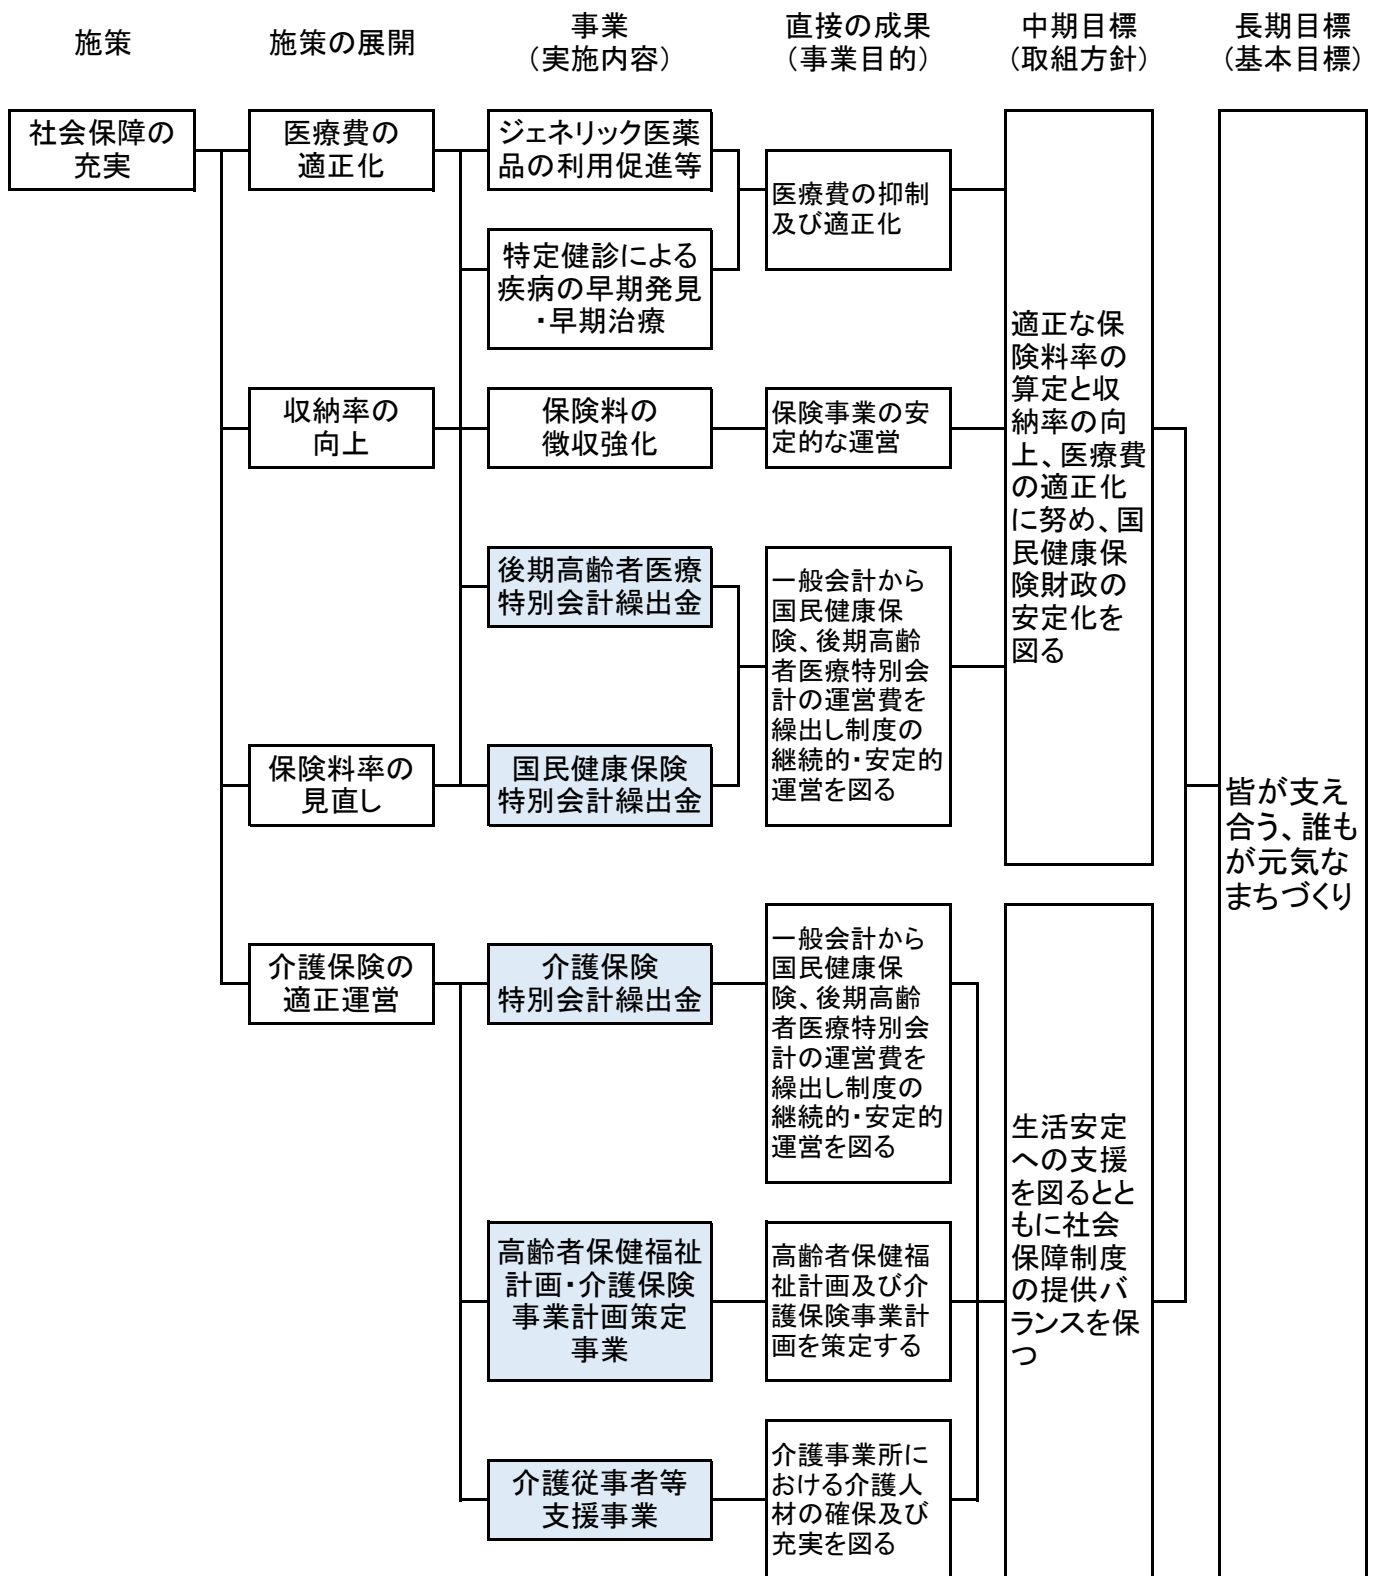 施策
施策の展開
事業
（実施内容）
直接の成果
（事業目的）
中期目標
（取組方針）
長期目標
（基本目標）
社会保障の
充実
医療費の
適正化
ジェネリック医薬
品の利用促進等
医療費の抑制
及び適正化
特定健診による
疾病の早期発見
・早期治療
収納率の
向上
保険料の
徴収強化
保険事業の安
定的な運営
後期高齢者医療
特別会計繰出金
一般会計から
国民健康保
険、後期高齢
者医療特別会
計の運営費を
繰出し制度の
継続的・安定的
運営を図る
保険料率の
見直し
国民健康保険
特別会計繰出金
適正な保
険料率の
算定と収
納率の向
上、医療費
の適正化
に努め、国
民健康保
険財政の
安定化を
図る
皆が支え
合う、誰も
が元気な
まちづくり
介護保険の
適正運営
介護保険
特別会計繰出金
一般会計から
国民健康保
険、後期高齢
者医療特別会
計の運営費を
繰出し制度の
継続的・安定的
運営を図る
高齢者保健福祉
計画・介護保険
事業計画策定
事業
高齢者保健福
祉計画及び介
護保険事業計
画を策定する
生活安定
への支援
を図るとと
もに社会
保障制度
の提供バ
ランスを保
つ
介護従事者等
支援事業
介護事業所に
おける介護人
材の確保及び
充実を図る